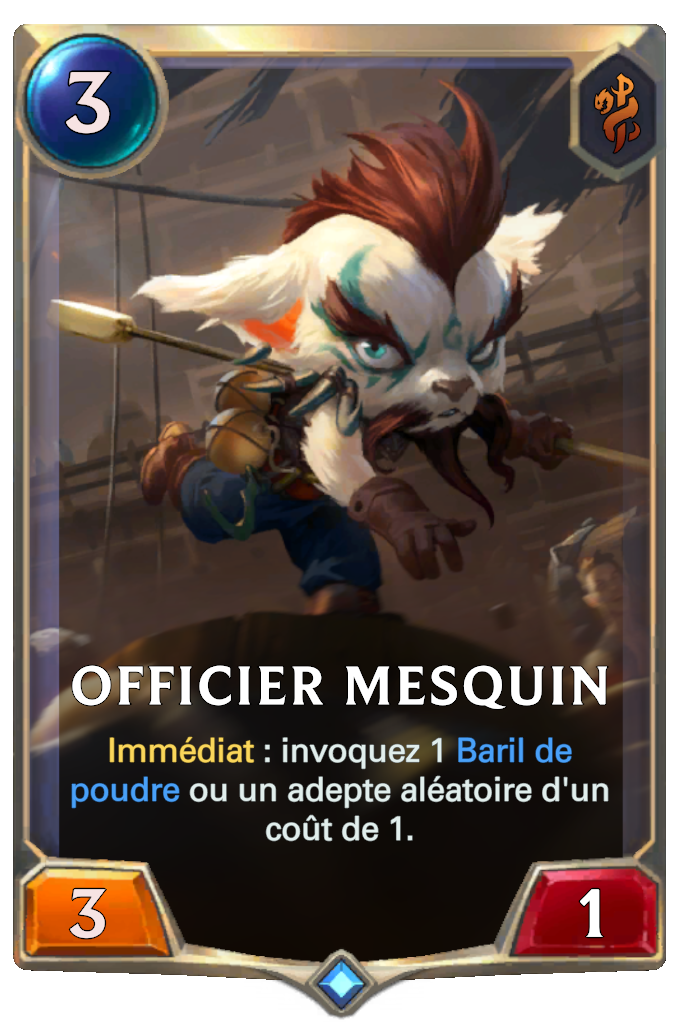 3
OFFICIER MESQUIN
Immédiat : invoquez 1 Baril de
poudre ou un adepte aléatoire d'un
coût de 1.
3
1